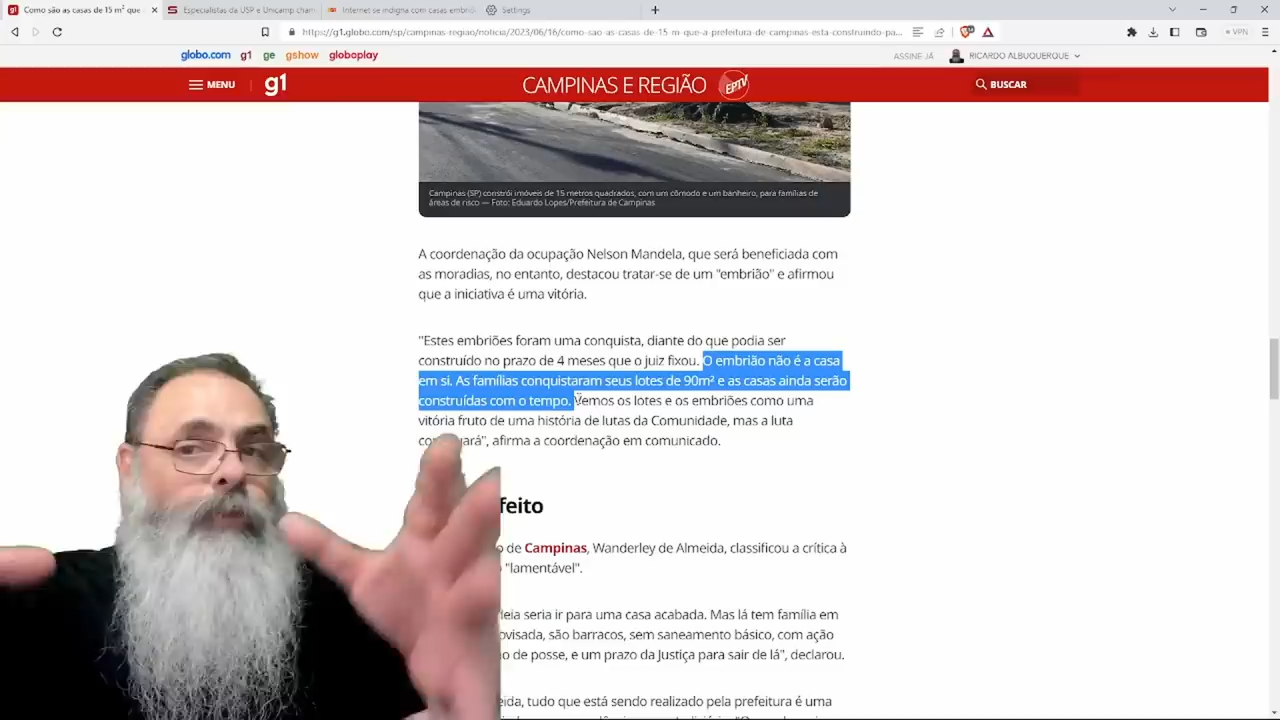 Como são as casas de 15 m² que
Especialistas da USP e Unicamp cham
Internet se indigna com casas embriõ
Settings
https://g1.globo.com/sp/campinas-regiao/noticia/2023/06/16/como-sao-as-casas-de-15-m-que-a-prefeitura-de-campinas-esta-construindo-pa...
VPN
globo.com g1 ge gshow globoplay
ASSINE JÁ
RICARDO ALBUQUERQUE
MENU
g1
CAMPINAS E REGIÃO
EPTV
BUSCAR
Campinas (SP) constrói imóveis de 15 metros quadrados, com um cômodo e um banheiro, para famílias de
áreas de risco — Foto: Eduardo Lopes/Prefeitura de Campinas
A coordenação da ocupação Nelson Mandela, que será beneficiada com
as moradias, no entanto, destacou tratar-se de um "embrião" e afirmou
que a iniciativa é uma vitória.
"Estes embriões foram uma conquista, diante do que podia ser
construído no prazo de 4 meses que o juiz fixou. O embrião não é a casa
em si. As famílias conquistaram seus lotes de 90m² e as casas ainda serão
construídas com o tempo. Vemos os lotes e os embriões como uma
vitória fruto de uma história de lutas da Comunidade, mas a luta
afirma a coordenação em comunicado.
feito
o de Campinas, Wanderley de Almeida, classificou a crítica à
"lamentável".
seria ir para uma casa acabada. Mas lá tem família em
são barracos, sem saneamento básico, com ação
de posse, e um prazo da Justiça para sair de lá", declarou.
tudo que está sendo realizado pela prefeitura é uma